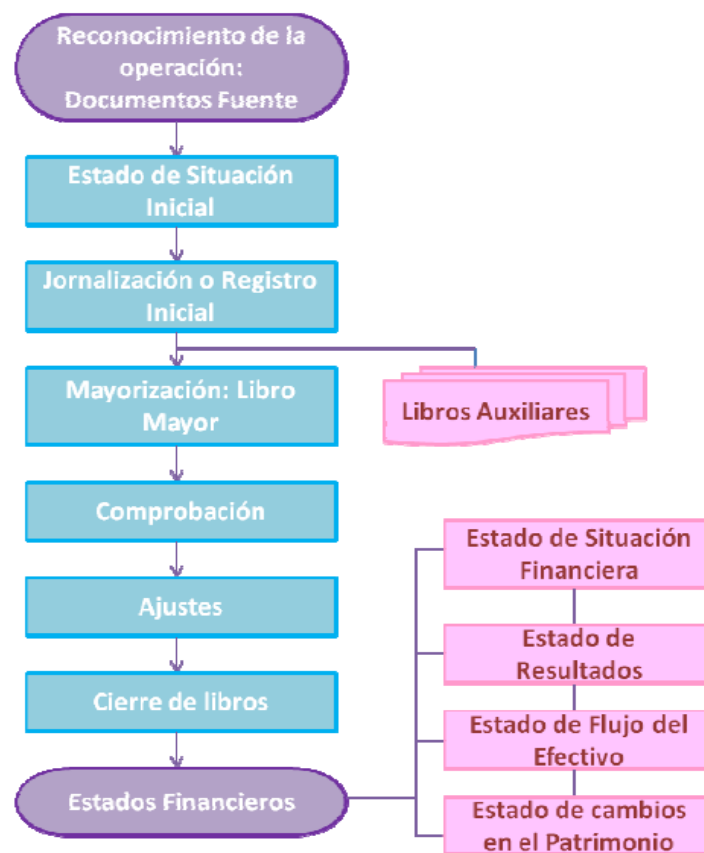 Reconocimiento de la
operación:
Documentos Fuente
Estado de Situación
Inicial
Jornalización o Registro
Inicial
Mayorización: Libro
Mayor
Libros Auxiliares
Comprobación
Ajustes
Cierre de libros
Estados Financieros
Estado de Situación
Financiera
Estado de
Resultados
Estado de Flujo del
Efectivo
Estado de cambios
en el Patrimonio